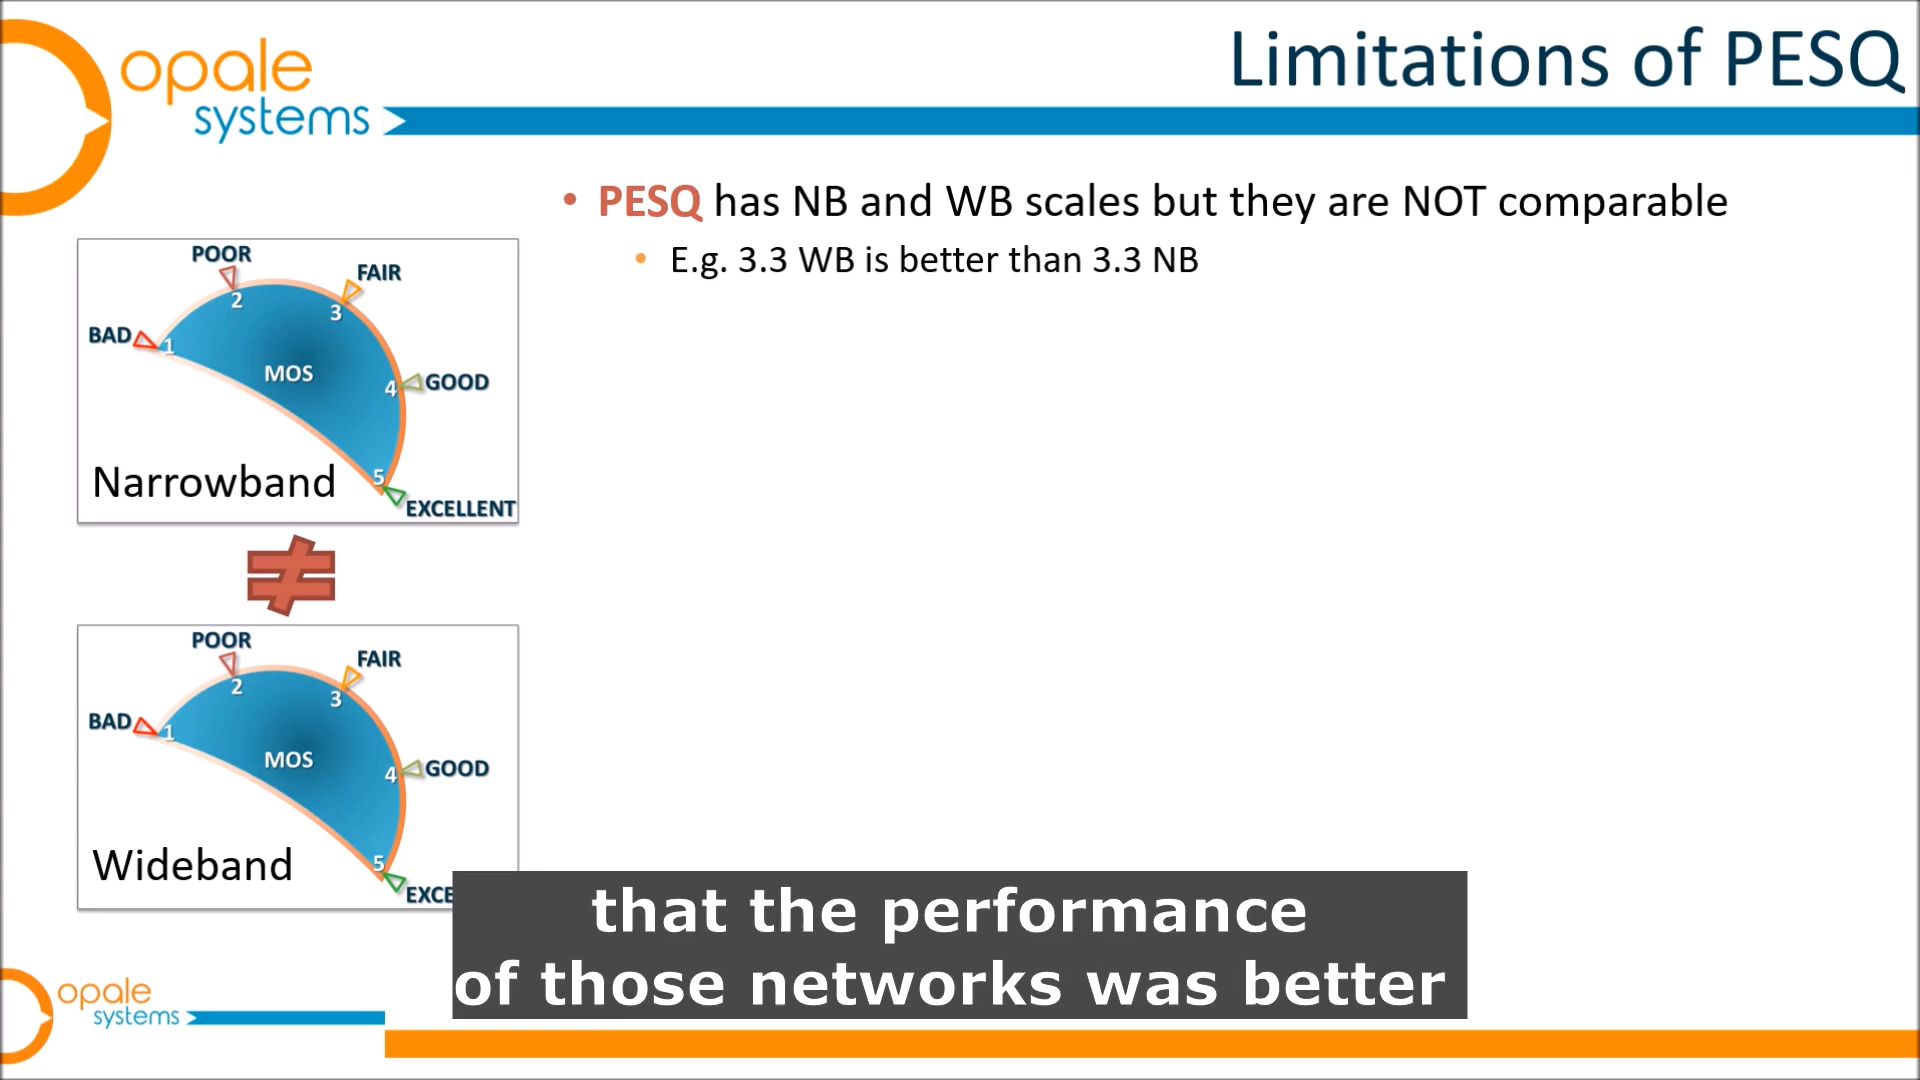 opale
systems
Limitations of PESQ
• PESQ has NB and WB scales but they are NOT comparable
• E.g. 3.3 WB is better than 3.3 NB
POOR
FAIR
2
3
BAD
1
MOS
4
GOOD
Narrowband
5
EXCELLENT
≠
POOR
FAIR
2
3
BAD
1
MOS
4
GOOD
Wideband
5
EXCE
that the performance
of those networks was better
opale
systems